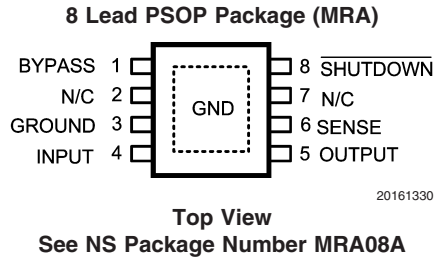 8 Lead PSOP Package (MRA)
BYPASS 1 8 SHUTDOWN
N/C 2 GND 7 N/C
GROUND 3 6 SENSE
INPUT 4 5 OUTPUT
20161330
Top View
See NS Package Number MRA08A